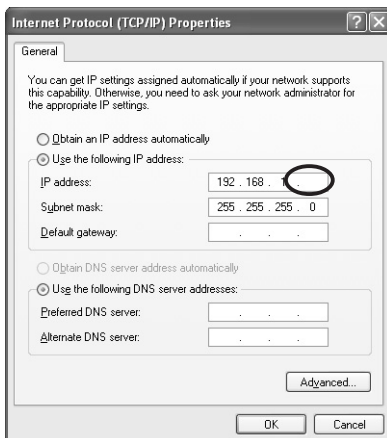 Internet Protocol (TCP/IP) Properties
General
You can get IP settings assigned automatically if your network supports
this capability. Otherwise, you need to ask your network administrator for
the appropriate IP settings.
Obtain an IP address automatically
Use the following IP address:
IP address: 192 . 168 . 1 .
Subnet mask: 255 . 255 . 255 . 0
Default gateway: . . .
Obtain DNS server address automatically
Use the following DNS server addresses:
Preferred DNS server: . . .
Alternate DNS server: . . .
Advanced...
OK Cancel